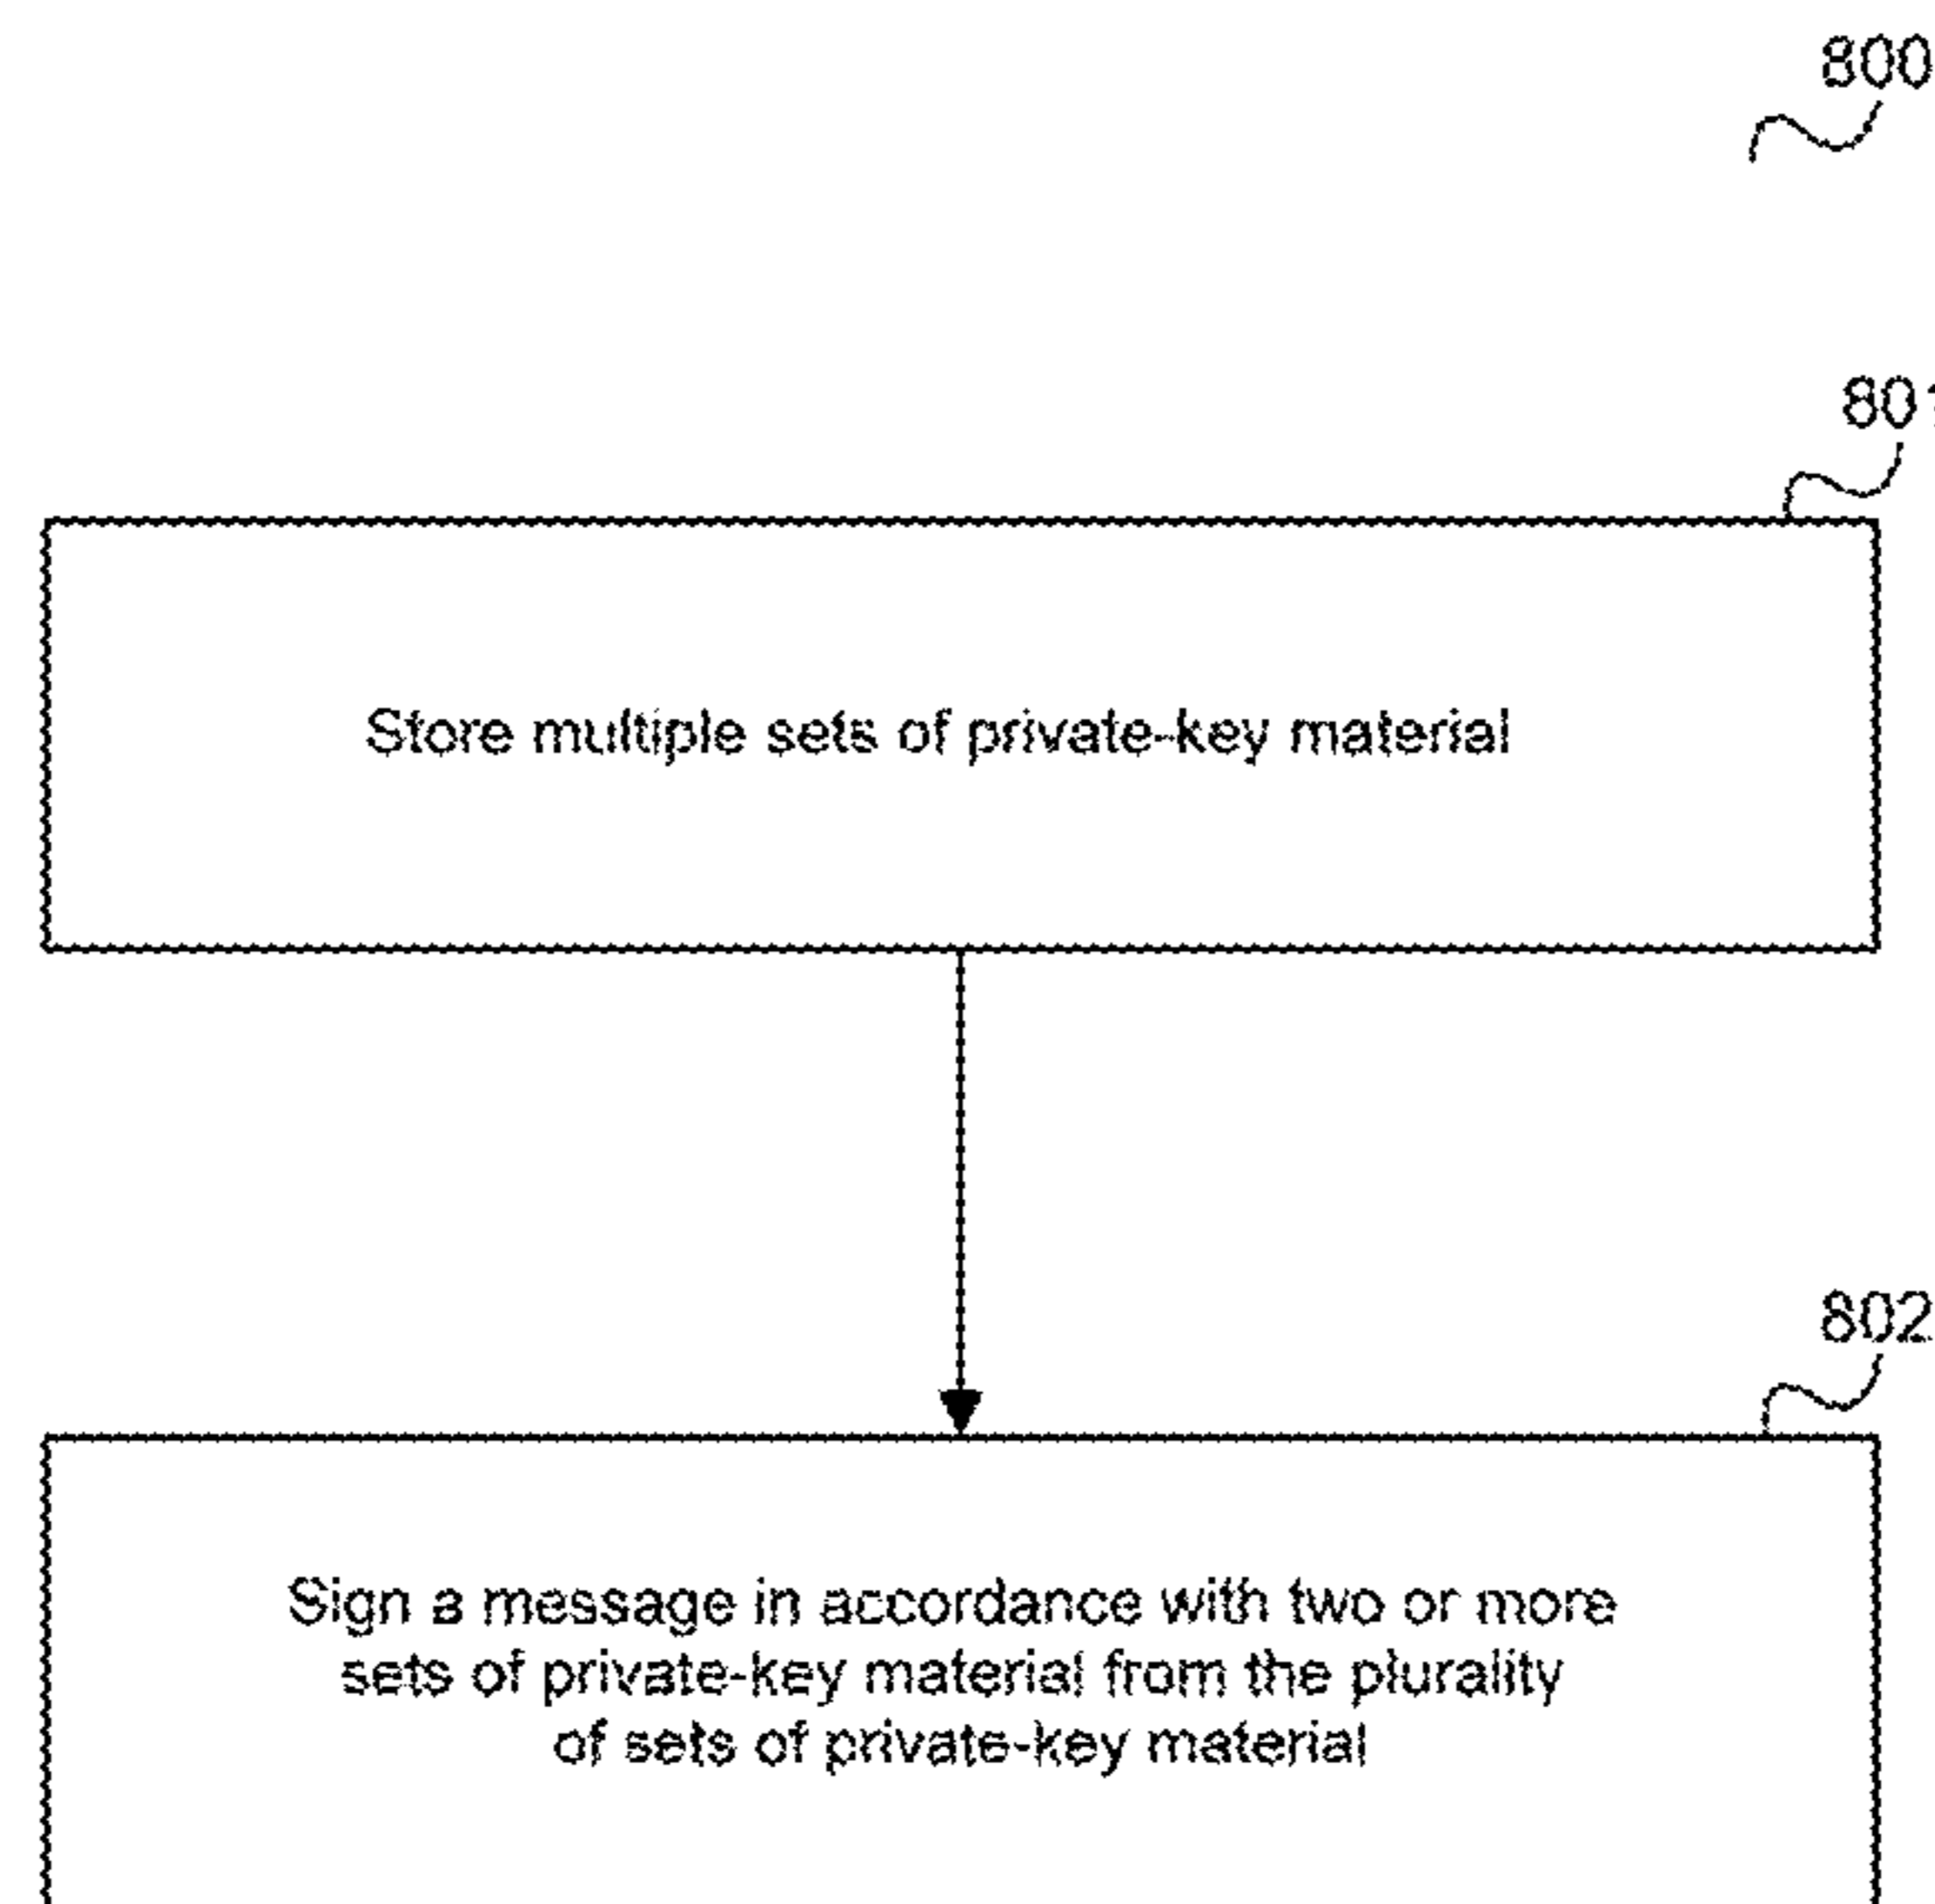 800
801
Store multiple sets of private-key material
802
Sign a message in accordance with two or more
sets of private-key material from the plurality
of sets of private-key material